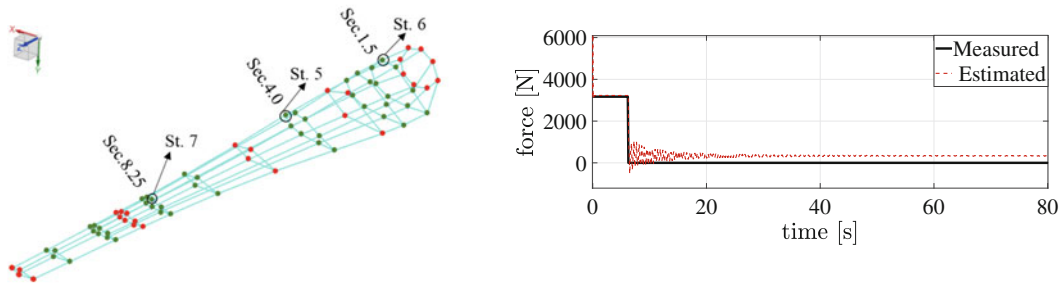 X
Z
Y
Sec.1.5
St. 6
Sec.4.0
St. 5
Sec.8.25
St. 7
force [N]
6000
4000
2000
0
Measured
Estimated
0
20
40
60
80
time [s]